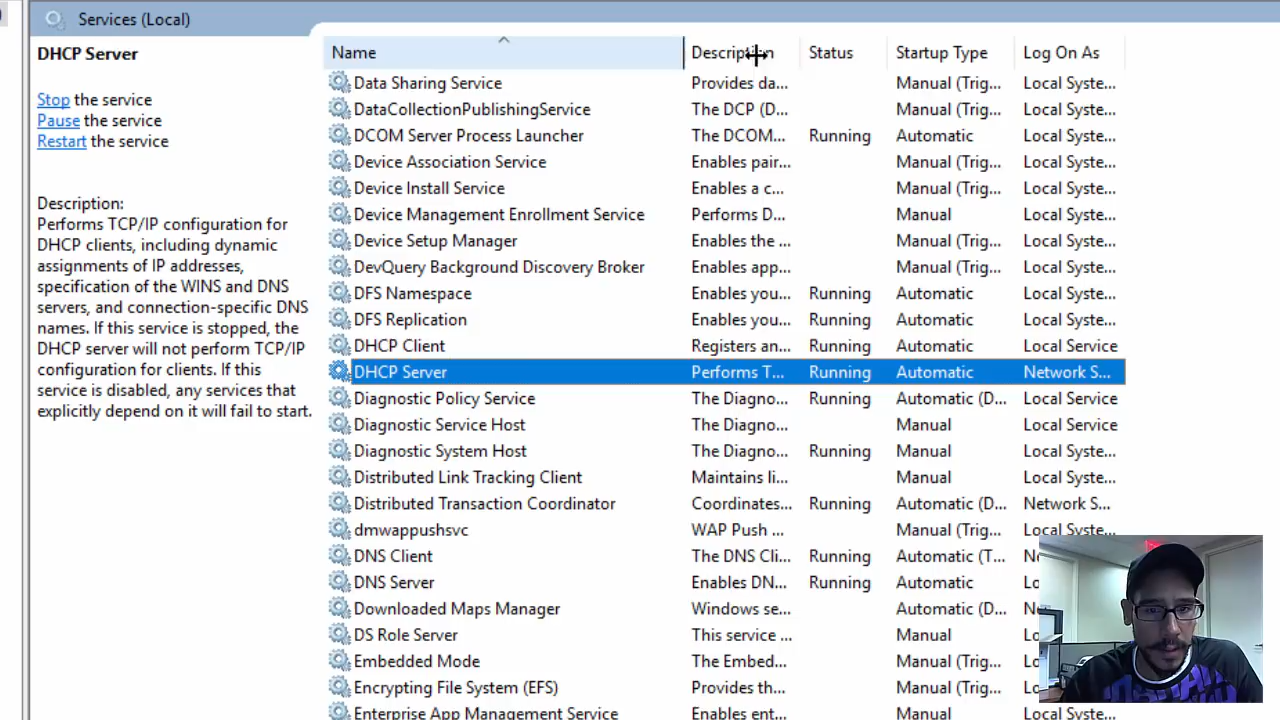 Services (Local)
DHCP Server
Stop the service
Pause the service
Restart the service
Description:
Performs TCP/IP configuration for
DHCP clients, including dynamic
assignments of IP addresses,
specification of the WINS and DNS
servers, and connection-specific DNS
names. If this service is stopped, the
DHCP server will not perform TCP/IP
configuration for clients. If this
service is disabled, any services that
explicitly depend on it will fail to start.
Name Description Status Startup Type Log On As
Data Sharing Service Provides da... Manual (Trig... Local Syste...
DataCollectionPublishingService The DCP (D... Manual (Trig... Local Syste...
DCOM Server Process Launcher The DCOM... Running Automatic Local Syste...
Device Association Service Enables pair... Manual (Trig... Local Syste...
Device Install Service Enables a c... Manual (Trig... Local Syste...
Device Management Enrollment Service Performs D... Manual Local Syste...
Device Setup Manager Enables the ... Manual (Trig... Local Syste...
DevQuery Background Discovery Broker Enables app... Manual (Trig... Local Syste...
DFS Namespace Enables you... Running Automatic Local Syste...
DFS Replication Enables you... Running Automatic Local Syste...
DHCP Client Registers an... Running Automatic Local Service
DHCP Server Performs T... Running Automatic Network S...
Diagnostic Policy Service The Diagno... Running Automatic (D... Local Service
Diagnostic Service Host The Diagno... Manual Local Service
Diagnostic System Host The Diagno... Running Manual Local Syste...
Distributed Link Tracking Client Maintains li... Manual Local Syste...
Distributed Transaction Coordinator Coordinates... Running Automatic (D... Network S...
dmwappushsvc WAP Push ... Manual (Trig... Local Syste...
DNS Client The DNS Cli... Running Automatic (T...
DNS Server Enables DN... Running Automatic
Downloaded Maps Manager Windows se... Automatic (D...
DS Role Server This service ... Manual
Embedded Mode The Embed... Manual (Trig...
Encrypting File System (EFS) Provides th... Manual (Trig...
Enterprise App Management Service Enables ent... Manual